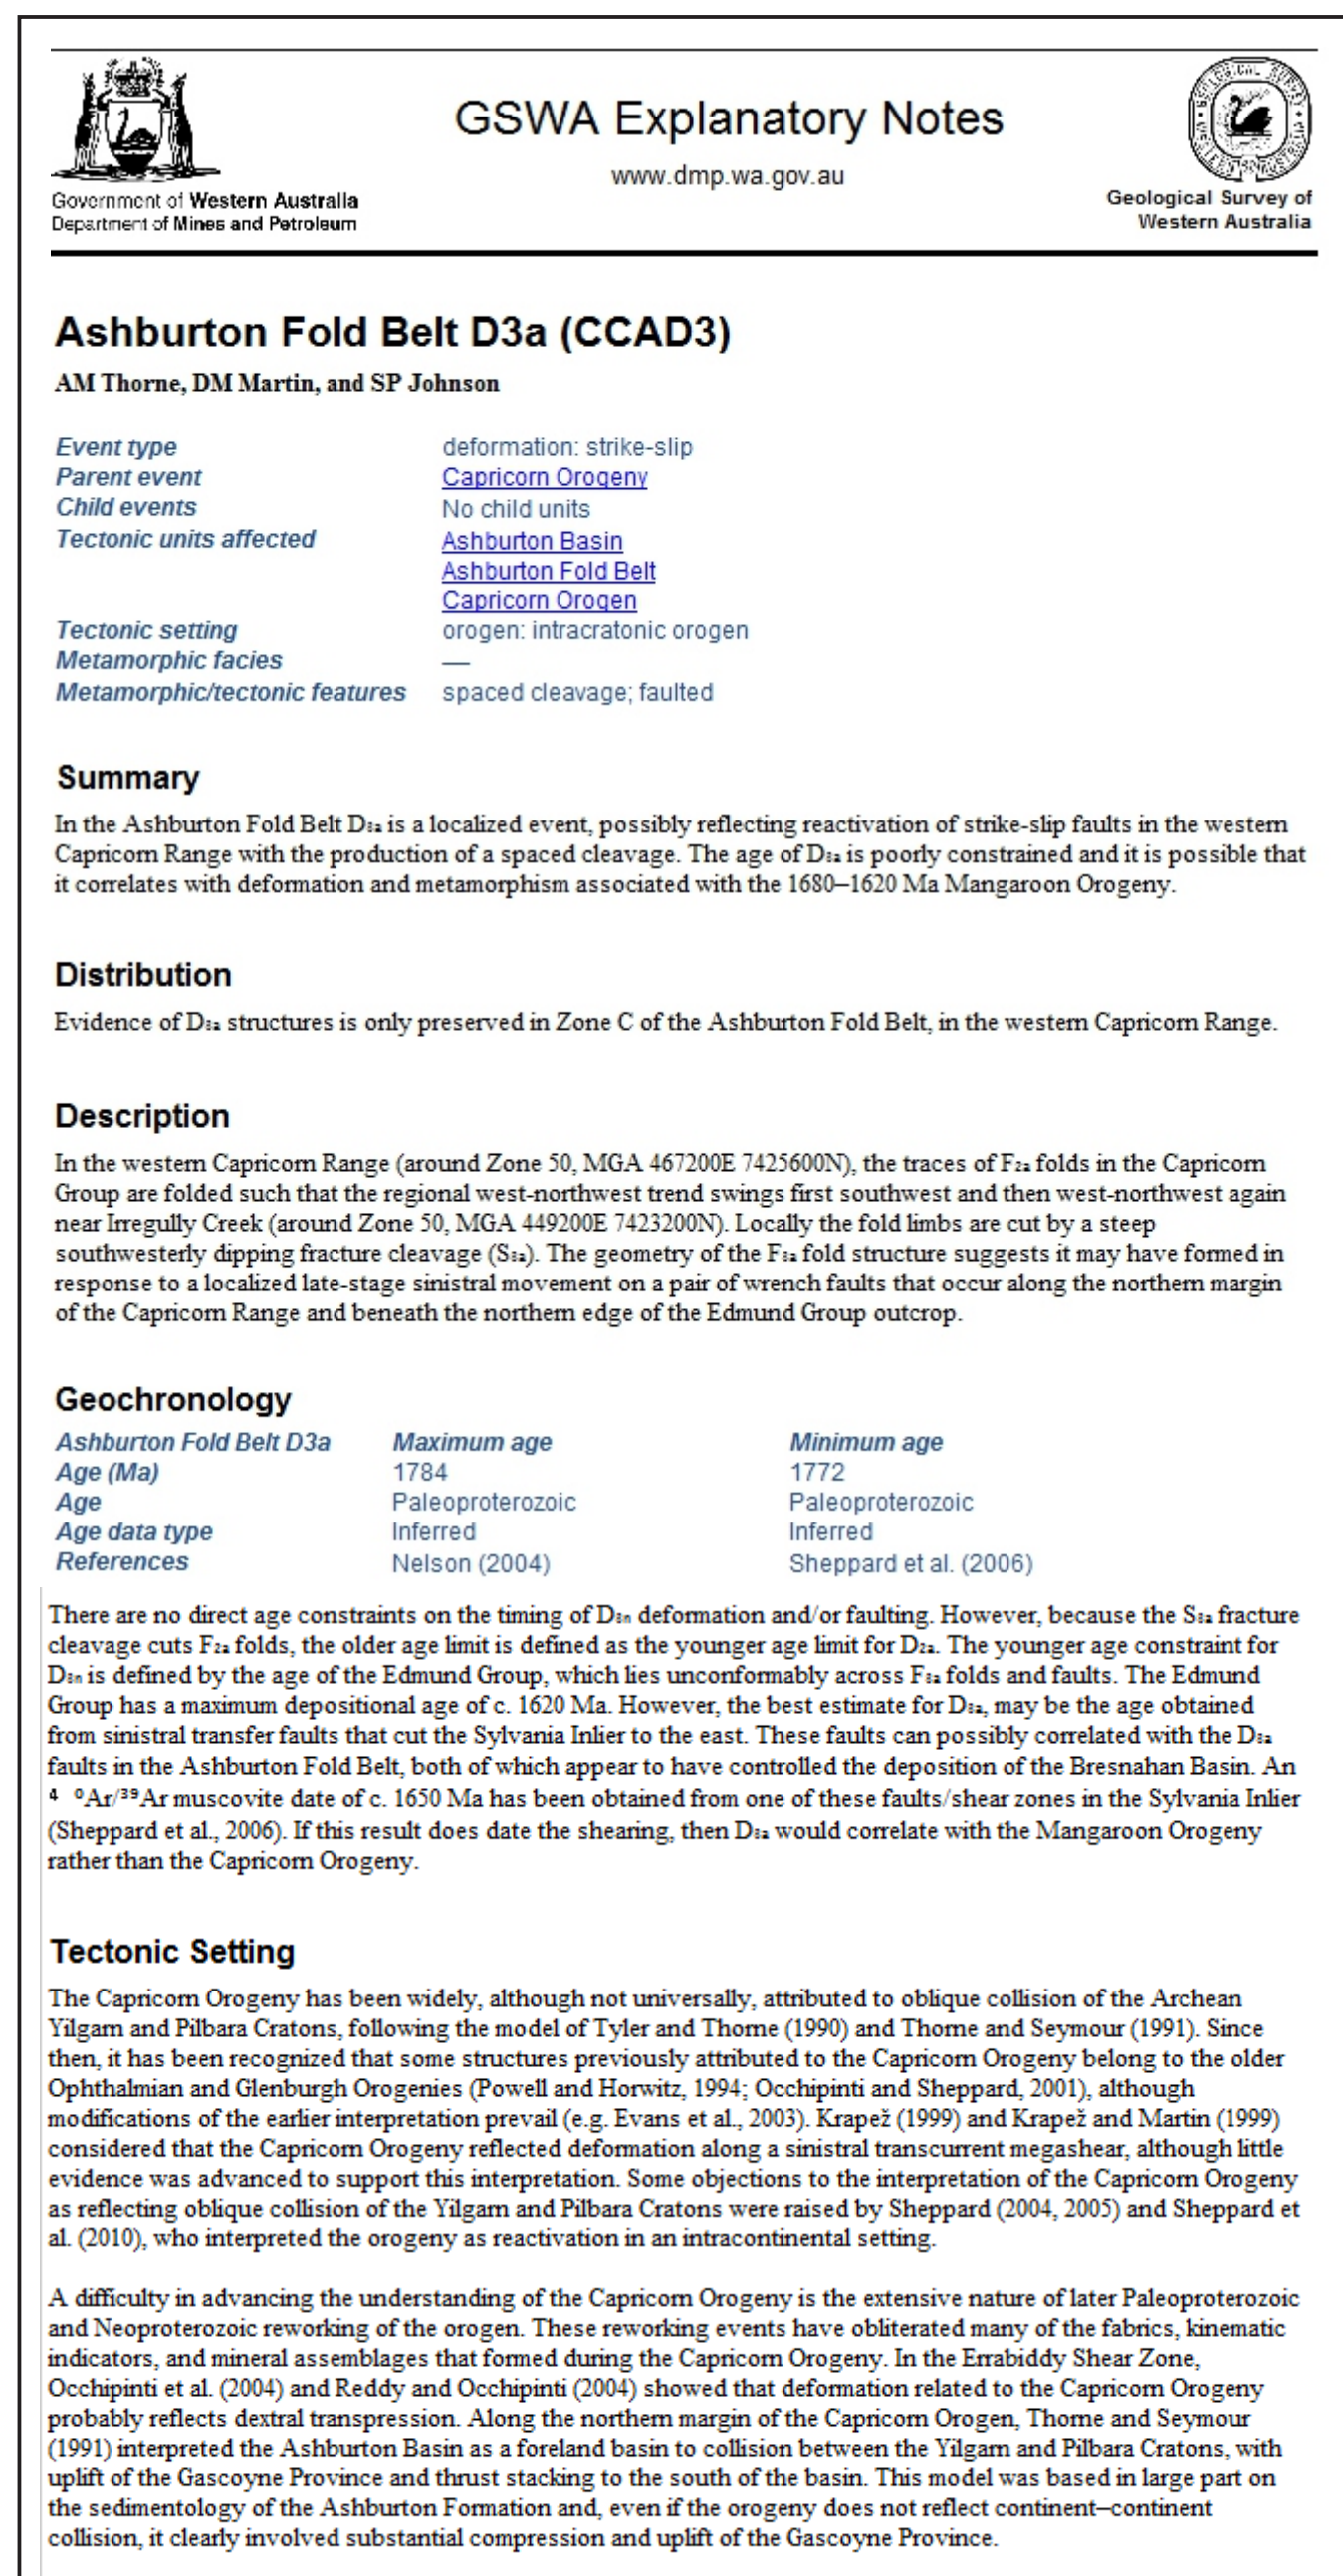 GSWA Explanatory Notes
www.dmp.wa.gov.au
Government of Western Australia
Department of Mines and Petroleum
Geological Survey of
Western Australia
Ashburton Fold Belt D3a (CCAD3)
AM Thorne, DM Martin, and SP Johnson
Event type deformation: strike-slip
Parent event Capricorn Orogeny
Child events No child units
Tectonic units affected Ashburton Basin
Ashburton Fold Belt
Capricorn Orogen
Tectonic setting orogen: intracratonic orogen
Metamorphic facies —
Metamorphic/tectonic features spaced cleavage; faulted
Summary
In the Ashburton Fold Belt D3a is a localized event, possibly reflecting reactivation of strike-slip faults in the western
Capricorn Range with the production of a spaced cleavage. The age of D3a is poorly constrained and it is possible that
it correlates with deformation and metamorphism associated with the 1680–1620 Ma Mangaroon Orogeny.
Distribution
Evidence of D3a structures is only preserved in Zone C of the Ashburton Fold Belt, in the western Capricorn Range.
Description
In the western Capricorn Range (around Zone 50, MGA 467200E 7425600N), the traces of F2a folds in the Capricorn
Group are folded such that the regional west-northwest trend swings first southwest and then west-northwest again
near Irregully Creek (around Zone 50, MGA 449200E 7423200N). Locally the fold limbs are cut by a steep
southwesterly dipping fracture cleavage (S3a). The geometry of the F3a fold structure suggests it may have formed in
response to a localized late-stage sinistral movement on a pair of wrench faults that occur along the northern margin
of the Capricorn Range and beneath the northern edge of the Edmund Group outcrop.
Geochronology
Ashburton Fold Belt D3a Maximum age Minimum age
Age (Ma) 1784 1772
Age Paleoproterozoic Paleoproterozoic
Age data type Inferred Inferred
References Nelson (2004) Sheppard et al. (2006)
There are no direct age constraints on the timing of D3n deformation and/or faulting. However, because the S3a fracture
cleavage cuts F2a folds, the older age limit is defined as the younger age limit for D2a. The younger age constraint for
D3n is defined by the age of the Edmund Group, which lies unconformably across F3a folds and faults. The Edmund
Group has a maximum depositional age of c. 1620 Ma. However, the best estimate for D3a, may be the age obtained
from sinistral transfer faults that cut the Sylvania Inlier to the east. These faults can possibly correlated with the D3a
faults in the Ashburton Fold Belt, both of which appear to have controlled the deposition of the Bresnahan Basin. An
⁴ ⁰Ar/³⁹Ar muscovite date of c. 1650 Ma has been obtained from one of these faults/shear zones in the Sylvania Inlier
(Sheppard et al., 2006). If this result does date the shearing, then D3a would correlate with the Mangaroon Orogeny
rather than the Capricorn Orogeny.
Tectonic Setting
The Capricorn Orogeny has been widely, although not universally, attributed to oblique collision of the Archean
Yilgarn and Pilbara Cratons, following the model of Tyler and Thorne (1990) and Thorne and Seymour (1991). Since
then, it has been recognized that some structures previously attributed to the Capricorn Orogeny belong to the older
Ophthalmian and Glenburgh Orogenies (Powell and Horwitz, 1994; Occhipinti and Sheppard, 2001), although
modifications of the earlier interpretation prevail (e.g. Evans et al., 2003). Krapež (1999) and Krapež and Martin (1999)
considered that the Capricorn Orogeny reflected deformation along a sinistral transcurrent megashear, although little
evidence was advanced to support this interpretation. Some objections to the interpretation of the Capricorn Orogeny
as reflecting oblique collision of the Yilgarn and Pilbara Cratons were raised by Sheppard (2004, 2005) and Sheppard et
al. (2010), who interpreted the orogeny as reactivation in an intracontinental setting.
A difficulty in advancing the understanding of the Capricorn Orogeny is the extensive nature of later Paleoproterozoic
and Neoproterozoic reworking of the orogen. These reworking events have obliterated many of the fabrics, kinematic
indicators, and mineral assemblages that formed during the Capricorn Orogeny. In the Errabiddy Shear Zone,
Occhipinti et al. (2004) and Reddy and Occhipinti (2004) showed that deformation related to the Capricorn Orogeny
probably reflects dextral transpression. Along the northern margin of the Capricorn Orogen, Thorne and Seymour
(1991) interpreted the Ashburton Basin as a foreland basin to collision between the Yilgarn and Pilbara Cratons, with
uplift of the Gascoyne Province and thrust stacking to the south of the basin. This model was based in large part on
the sedimentology of the Ashburton Formation and, even if the orogeny does not reflect continent–continent
collision, it clearly involved substantial compression and uplift of the Gascoyne Province.